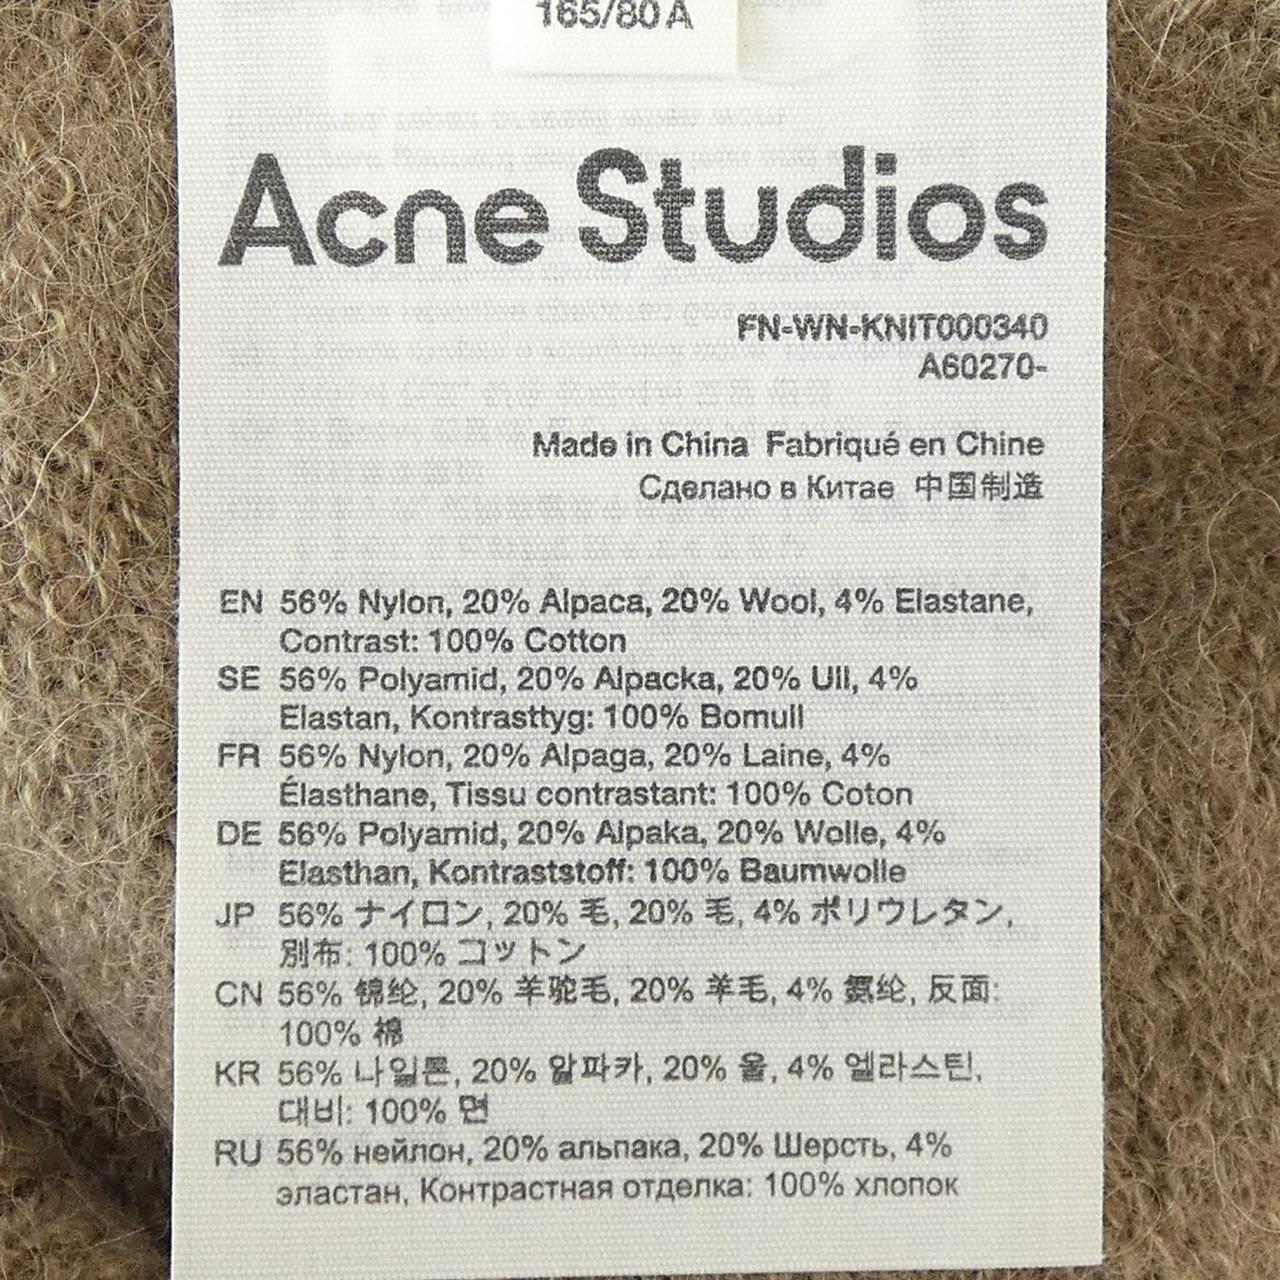 165/80 A
Acne Studios
FN-WN-KNIT000340
A60270-
Made in China Fabriqué en Chine
Сделано в Китае 中国制造
EN 56% Nylon, 20% Alpaca, 20% Wool, 4% Elastane,
Contrast: 100% Cotton
SE 56% Polyamid, 20% Alpacka, 20% Ull, 4%
Elastan, Kontrasttyg: 100% Bomull
FR 56% Nylon, 20% Alpaga, 20% Laine, 4%
Élasthane, Tissu contrastant: 100% Coton
DE 56% Polyamid, 20% Alpaka, 20% Wolle, 4%
Elasthan, Kontraststoff: 100% Baumwolle
JP 56% ナイロン, 20% 毛, 20% 毛, 4% ポリウレタン,
別布: 100% コットン
CN 56% 锦纶, 20% 羊驼毛, 20% 羊毛, 4% 氨纶, 反面:
100% 棉
KR 56% 나일론, 20% 알파카, 20% 울, 4% 엘라스틴,
대비: 100% 면
RU 56% нейлон, 20% альпака, 20% Шерсть, 4%
эластан, Контрастная отделка: 100% хлопок